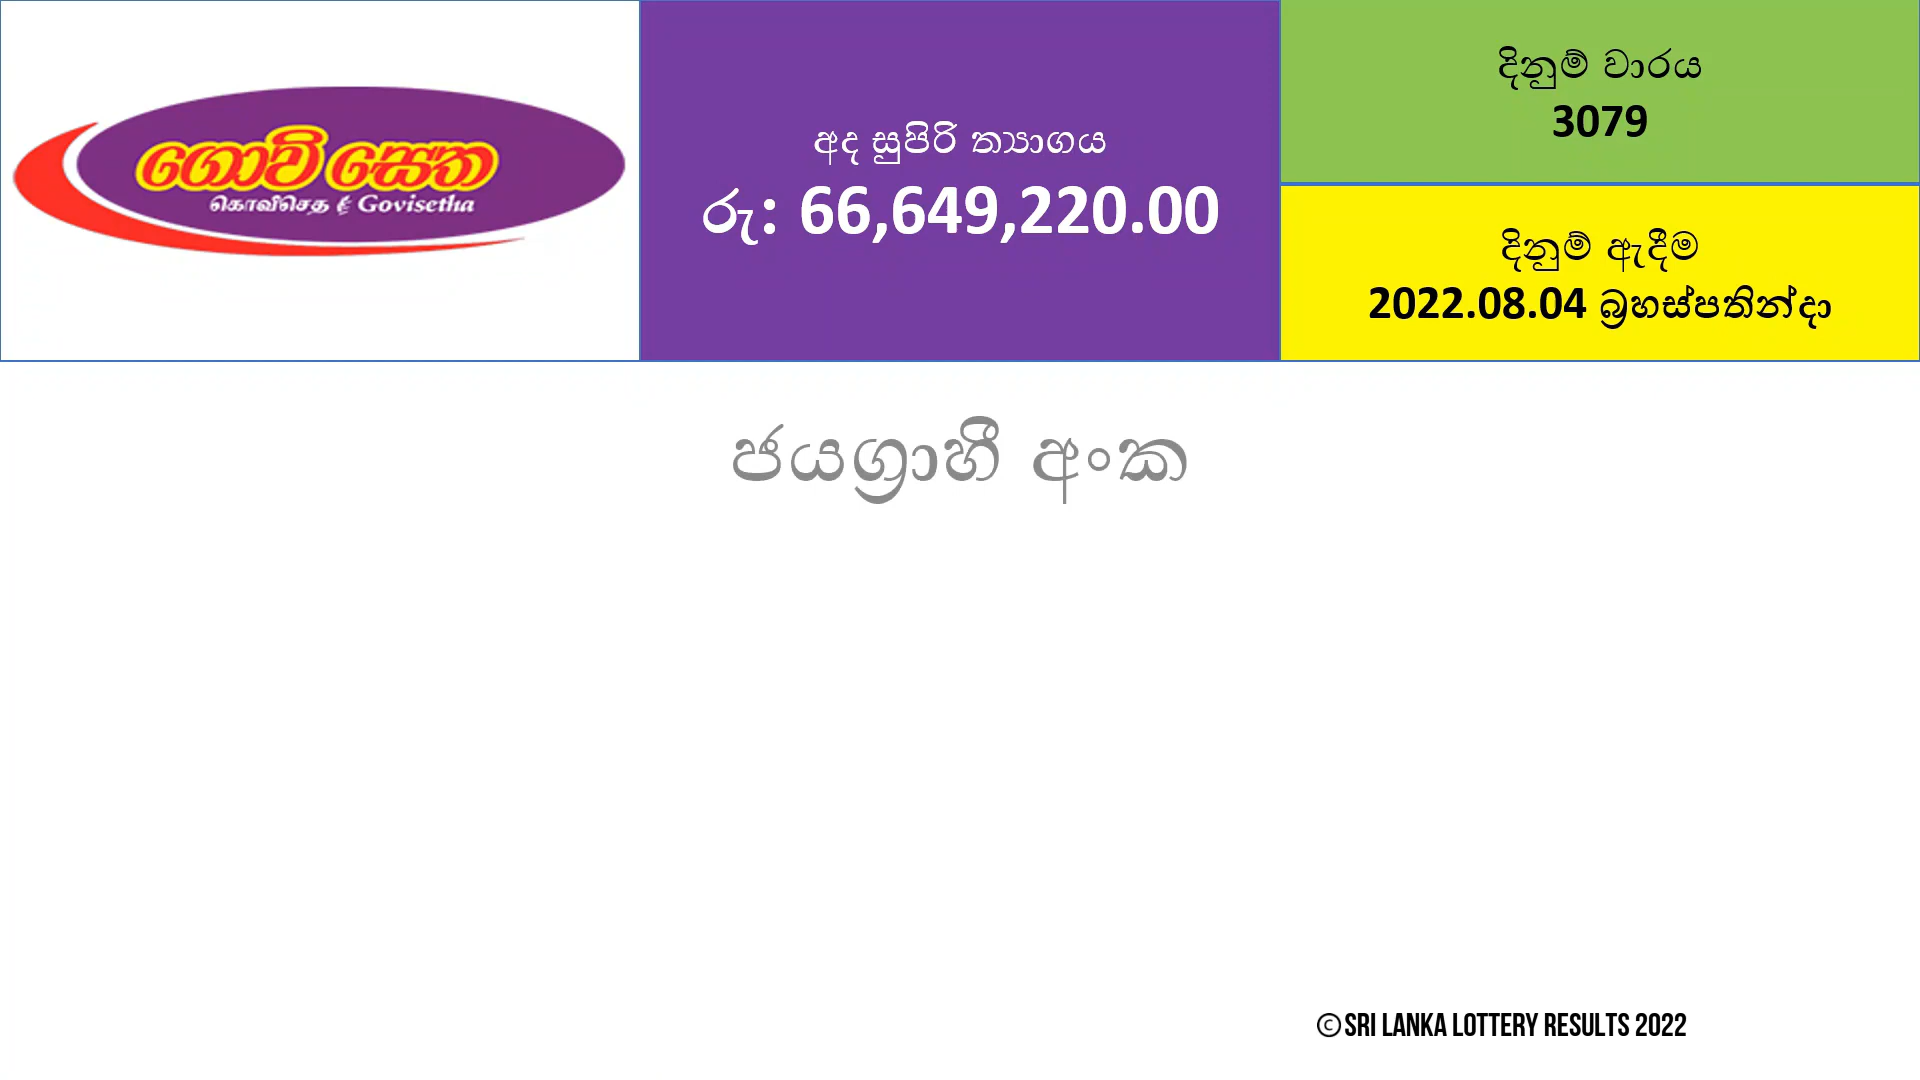 ගොවි සෙත
கொவிசெத Govisetha
අද සුපිරි ත්‍යාගය
රු: 66,649,220.00
දිනුම් වාරය
3079
දිනුම් ඇදීම
2022.08.04 බ්‍රහස්පතින්දා
ජයග්‍රාහී අංක
©SRI LANKA LOTTERY RESULTS 2022